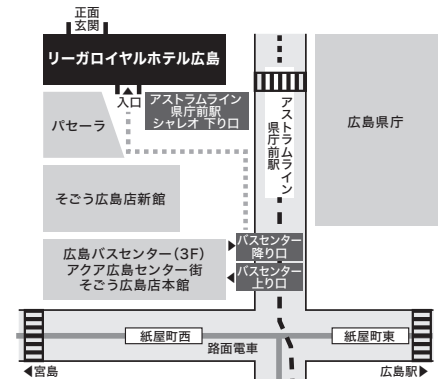 正面
玄関
リーガロイヤルホテル広島
入口
アストラムライン
県庁前駅
シャレオ 下り口
パセーラ
アストラムライン
県庁前駅
広島県庁
そごう広島店新館
広島バスセンター(3F)
アクア広島センター街
そごう広島店本館
バスセンター
降り口
バスセンター
上り口
紙屋町西
路面電車
紙屋町東
◀宮島
広島駅▶